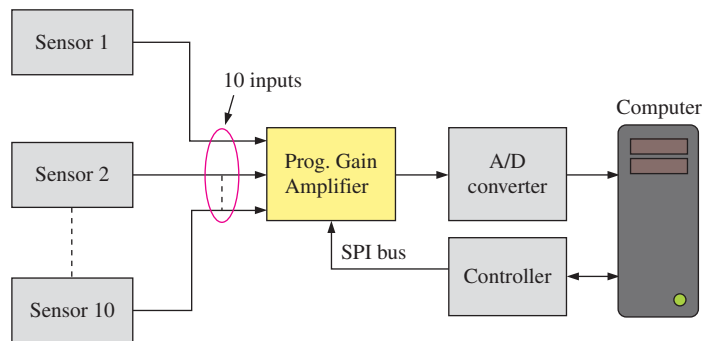 Sensor 1
10 inputs
Computer
Sensor 2
Prog. Gain
Amplifier
A/D
converter
SPI bus
Controller
Sensor 10